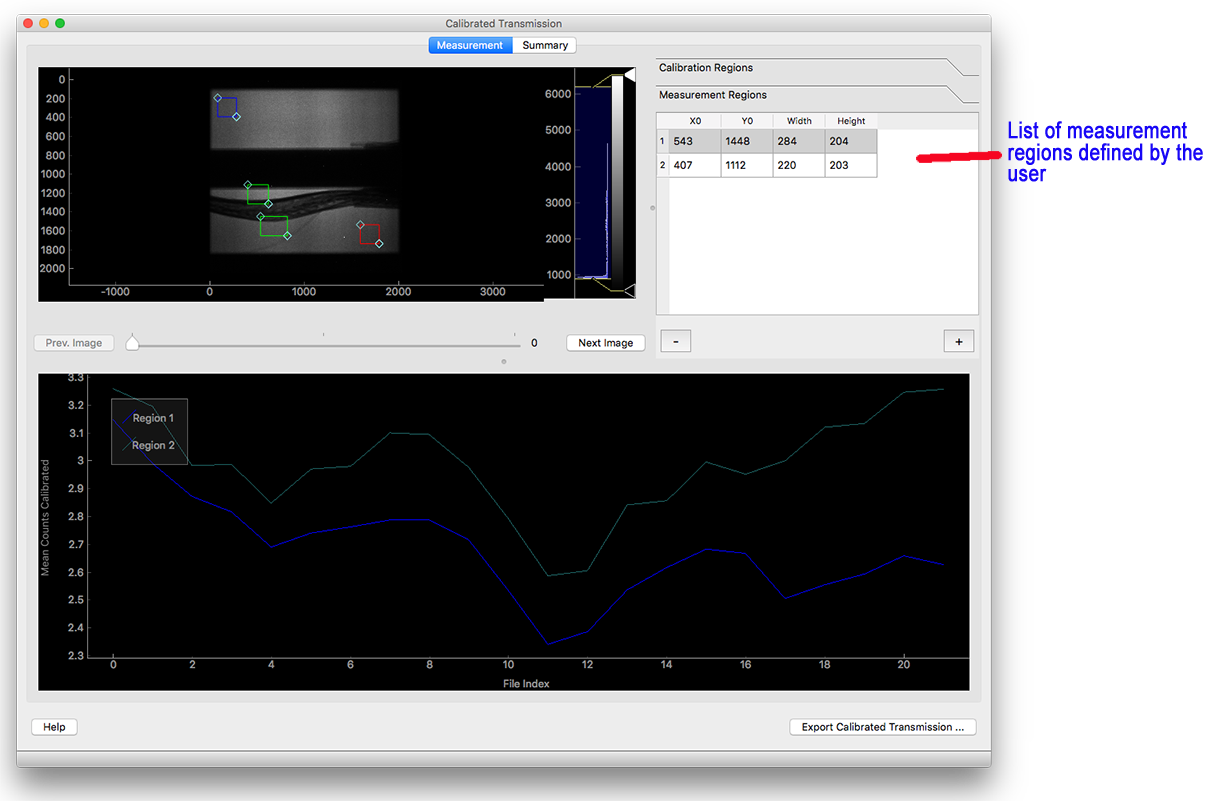 Calibrated Transmission
Measurement Summary
Calibration Regions
Measurement Regions
X0 Y0 Width Height
1 543 1448 284 204
2 407 1112 220 203
List of measurement
regions defined by the
user
0
200
400
600
800
1000
1200
1400
1600
1800
2000
-1000 0 1000 2000 3000
6000
5000
4000
3000
2000
1000
- +
Prev. Image 0 Next Image
3.3
3.2
3.1
3
2.9
2.8
2.7
2.6
2.5
2.4
2.3
Mean Counts Calibrated
Region 1
Region 2
0 2 4 6 8 10 12 14 16 18 20
File Index
Help Export Calibrated Transmission ...